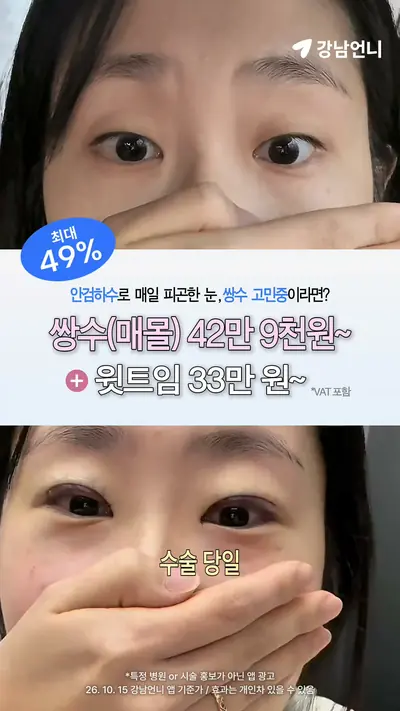 강남언니
최대
49%
안검하수로 매일 피곤한 눈, 쌍수 고민중이라면?
쌍수(매몰) 42만 9천원~
+ 윗트임 33만 원~
*VAT 포함
수술 당일
*특정 병원 or 시술 홍보가 아닌 앱 광고
26. 10. 15 강남언니 앱 기준가 / 효과는 개인차 있을 수 있음